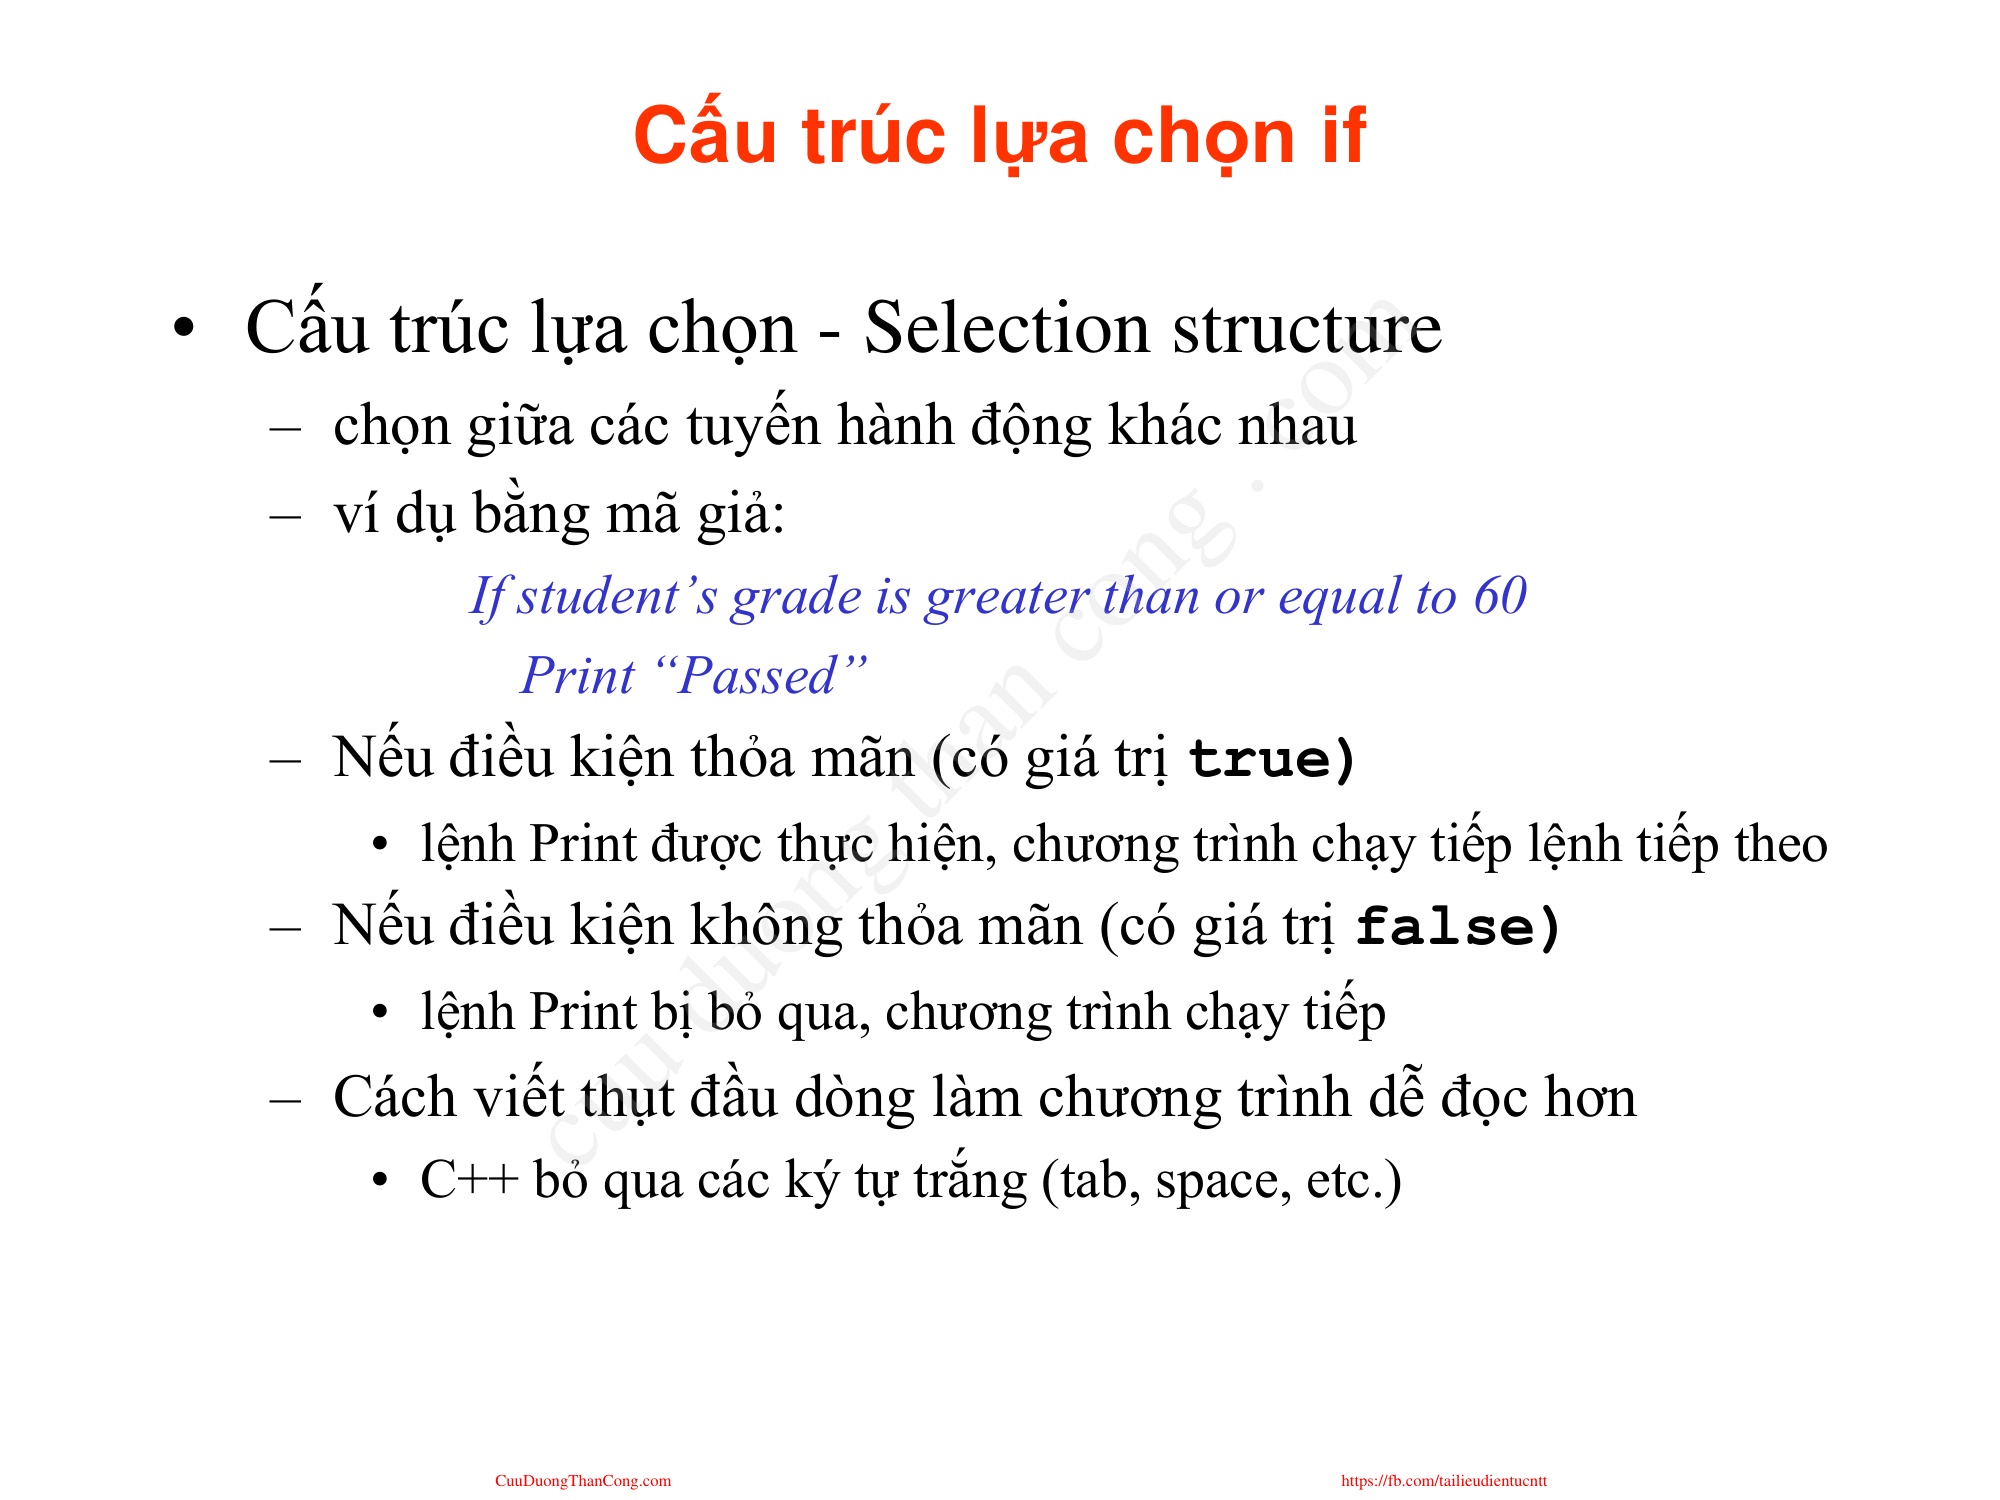 Cấu trúc lựa chọn if
• Cấu trúc lựa chọn - Selection structure
– chọn giữa các tuyến hành động khác nhau
– ví dụ bằng mã giả:
If student’s grade is greater than or equal to 60
Print “Passed”
– Nếu điều kiện thỏa mãn (có giá trị true)
• lệnh Print được thực hiện, chương trình chạy tiếp lệnh tiếp theo
– Nếu điều kiện không thỏa mãn (có giá trị false)
• lệnh Print bị bỏ qua, chương trình chạy tiếp
– Cách viết thụt đầu dòng làm chương trình dễ đọc hơn
• C++ bỏ qua các ký tự trắng (tab, space, etc.)
cuu duong than cong . com
CuuDuongThanCong.com
https://fb.com/tailieudientucntt